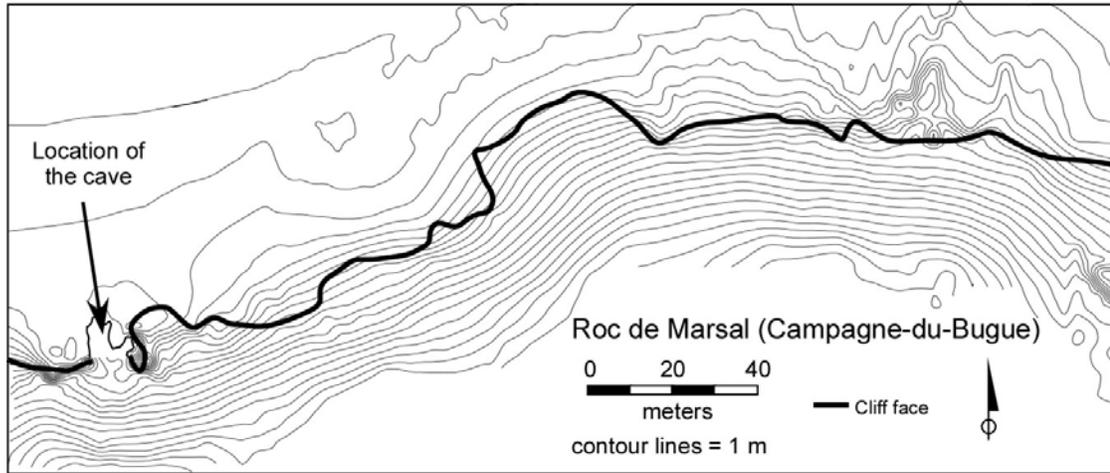 Location of
the cave
Roc de Marsal (Campagne-du-Bugue)
0 20 40
meters
Cliff face
contour lines = 1 m